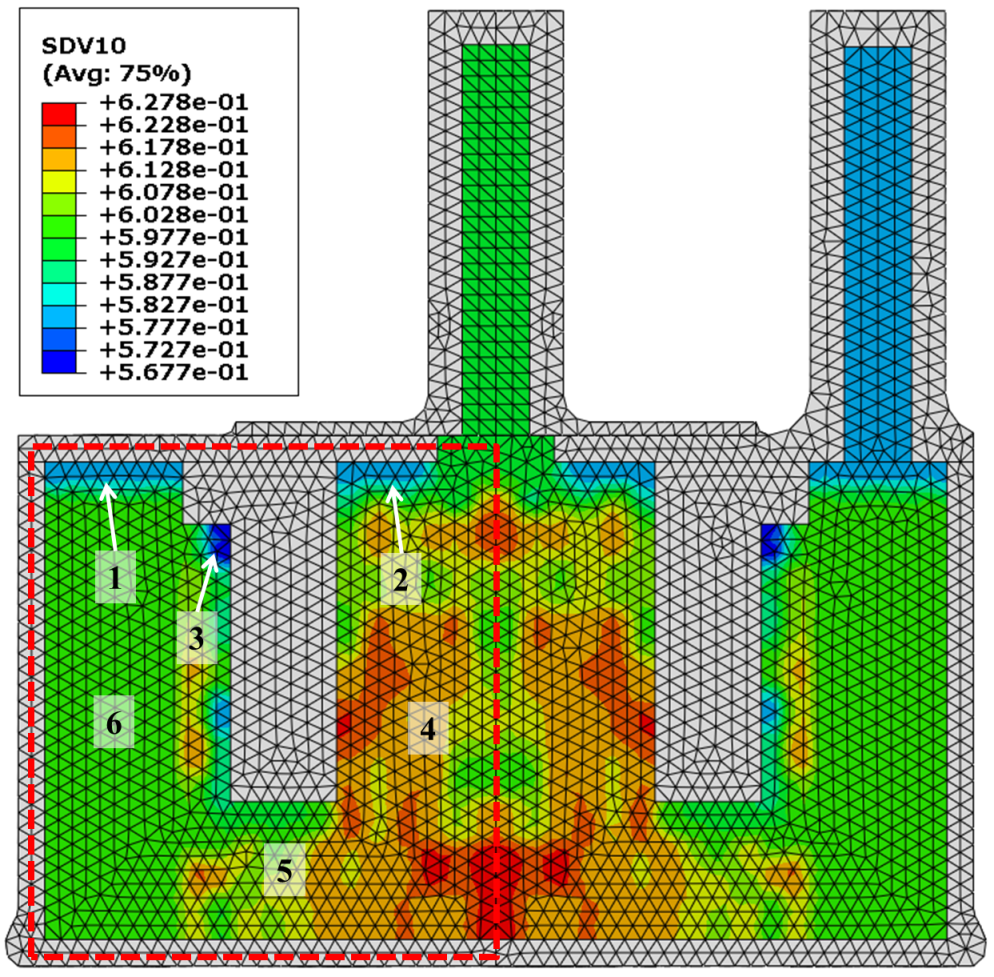 SDV10
(Avg: 75%)
+6.278e-01
+6.228e-01
+6.178e-01
+6.128e-01
+6.078e-01
+6.028e-01
+5.977e-01
+5.927e-01
+5.877e-01
+5.827e-01
+5.777e-01
+5.727e-01
+5.677e-01
1
2
3
4
6
5